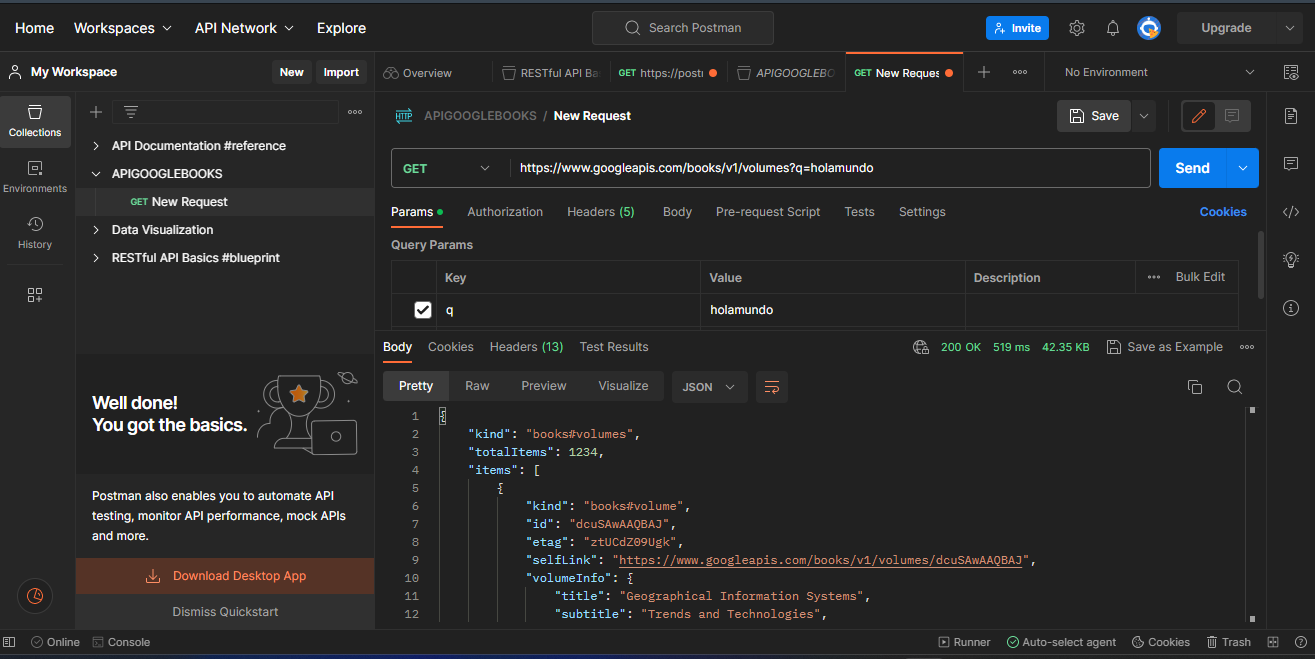 Home Workspaces API Network Explore Search Postman Invite Upgrade
My Workspace New Import Overview RESTful API Ba GET https://posti APIGOOGLEBO GET New Reques No Environment
Collections
Environments
History
API Documentation #reference
APIGOOGLEBOOKS
GET New Request
Data Visualization
RESTful API Basics #blueprint
Well done!
You got the basics.
Postman also enables you to automate API
testing, monitor API performance, mock APIs
and more.
Download Desktop App
Dismiss Quickstart
HTTP APIGOOGLEBOOKS / New Request Save
GET https://www.googleapis.com/books/v1/volumes?q=holamundo Send
Params Authorization Headers (5) Body Pre-request Script Tests Settings Cookies
Query Params
Key Value Description Bulk Edit
q holamundo
Body Cookies Headers (13) Test Results 200 OK 519 ms 42.35 KB Save as Example
Pretty Raw Preview Visualize JSON
1 {
2 "kind": "books#volumes",
3 "totalItems": 1234,
4 "items": [
5 {
6 "kind": "books#volume",
7 "id": "dcuSAwAAQBAJ",
8 "etag": "ztUCdZ09Ugk",
9 "selfLink": "https://www.googleapis.com/books/v1/volumes/dcuSAwAAQBAJ",
10 "volumeInfo": {
11 "title": "Geographical Information Systems",
12 "subtitle": "Trends and Technologies",
Online Console Runner Auto-select agent Cookies Trash